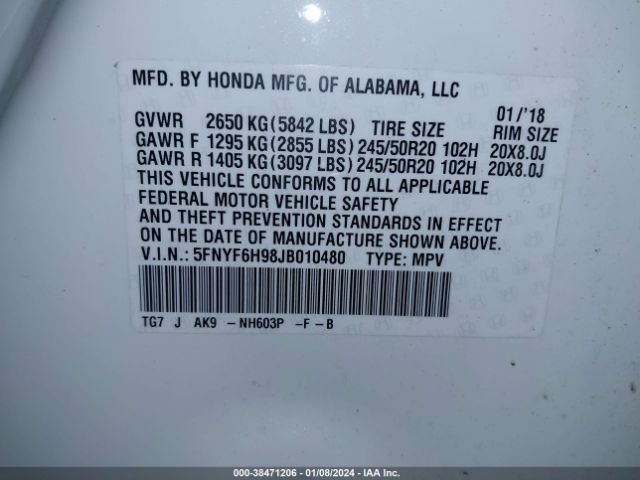 MFD. BY HONDA MFG. OF ALABAMA, LLC
01/'18
GVWR 2650 KG(5842 LBS) TIRE SIZE RIM SIZE
GAWR F 1295 KG(2855 LBS)245/50R20 102H 20X8.0J
GAWR R 1405 KG(3097 LBS)245/50R20 102H 20X8.0J
THIS VEHICLE CONFORMS TO ALL APPLICABLE
FEDERAL MOTOR VEHICLE SAFETY
AND THEFT PREVENTION STANDARDS IN EFFECT
ON THE DATE OF MANUFACTURE SHOWN ABOVE.
V.I.N.: 5FNYF6H98JB010480 TYPE: MPV
TG7 J AK9 -NH603P -F-B
000-38471206 - 01/08/2024 - IAA Inc.